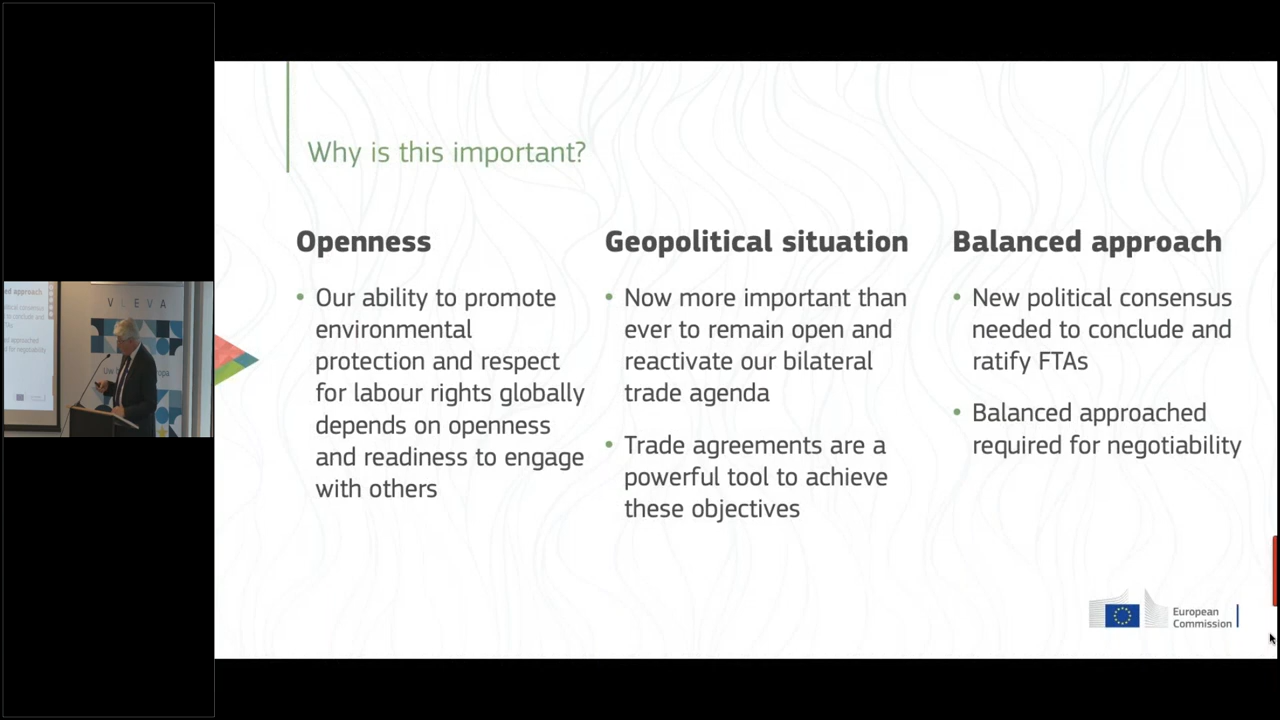 Why is this important?
Openness
• Our ability to promote
environmental
protection and respect
for labour rights globally
depends on openness
and readiness to engage
with others
Geopolitical situation
• Now more important than
ever to remain open and
reactivate our bilateral
trade agenda
• Trade agreements are a
powerful tool to achieve
these objectives
Balanced approach
• New political consensus
needed to conclude and
ratify FTAs
• Balanced approached
required for negotiability
European
Commission
VLEVA